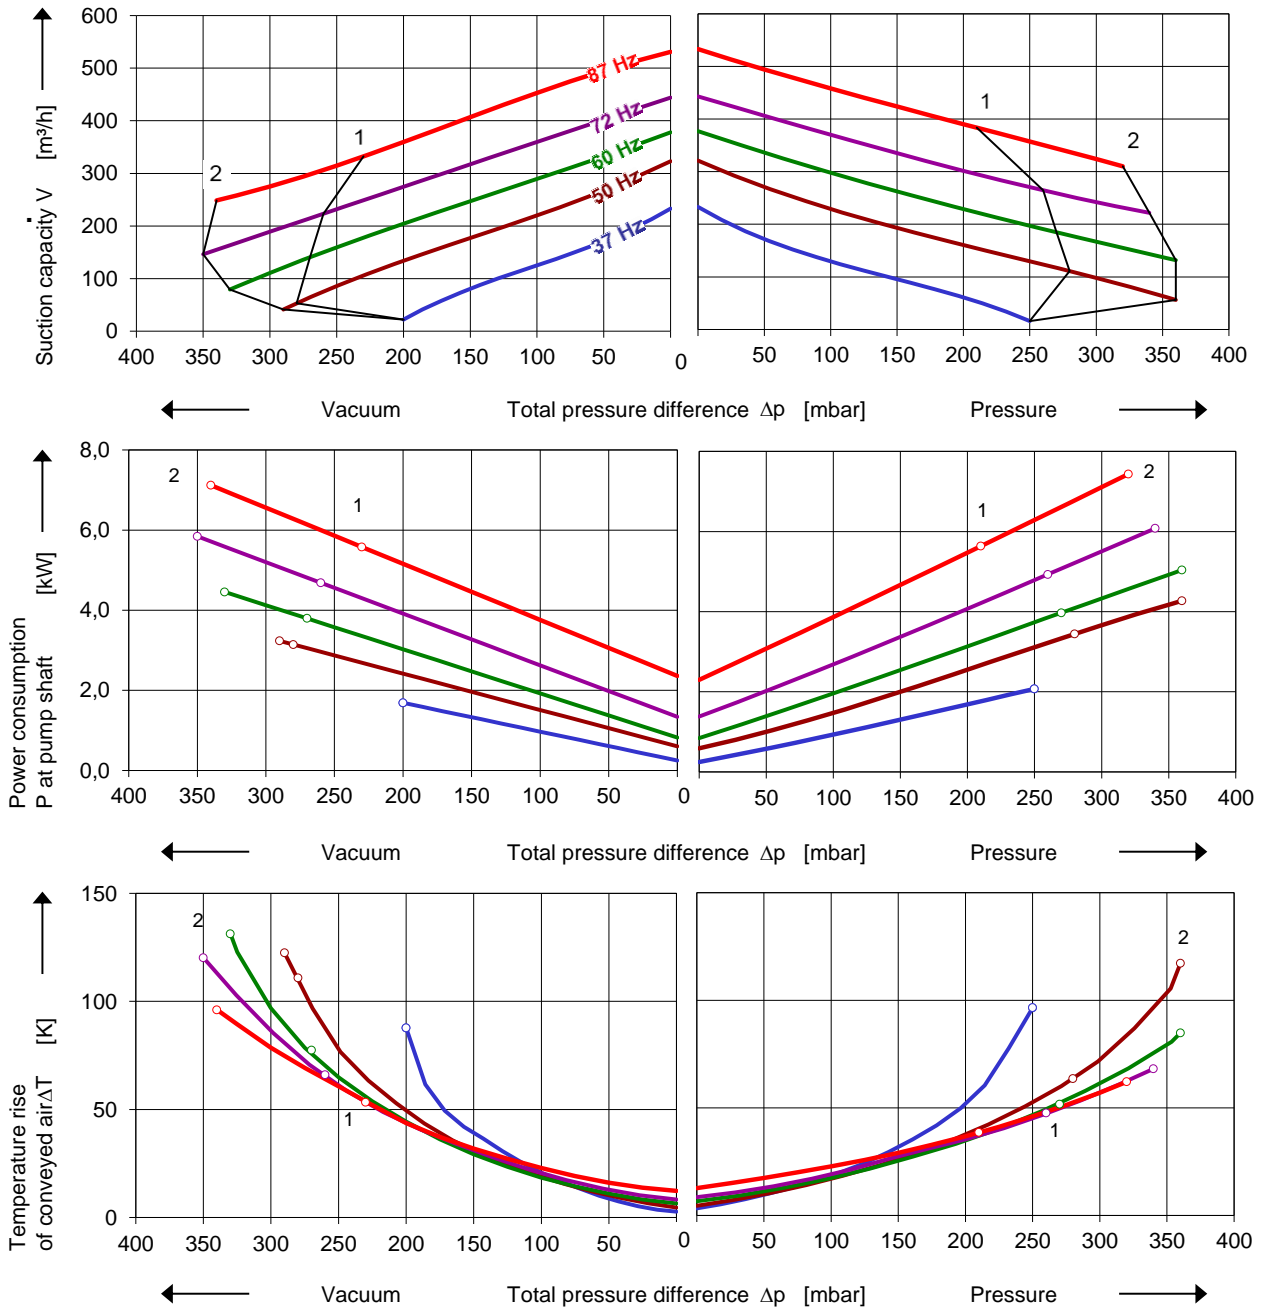 600
500
400
300
200
100
0
Suction capacity V̇ [m³/h]
87 Hz
72 Hz
60 Hz
50 Hz
37 Hz
1
2
1
2
400 350 300 250 200 150 100 50 0 50 100 150 200 250 300 350 400
Vacuum Total pressure difference Δp [mbar] Pressure
8,0
6,0
4,0
2,0
0,0
Power consumption
P at pump shaft [kW]
2
1
1
2
400 350 300 250 200 150 100 50 0 50 100 150 200 250 300 350 400
Vacuum Total pressure difference Δp [mbar] Pressure
150
100
50
0
Temperature rise
of conveyed airΔT [K]
2
1
2
1
400 350 300 250 200 150 100 50 0 50 100 150 200 250 300 350 400
Vacuum Total pressure difference Δp [mbar] Pressure